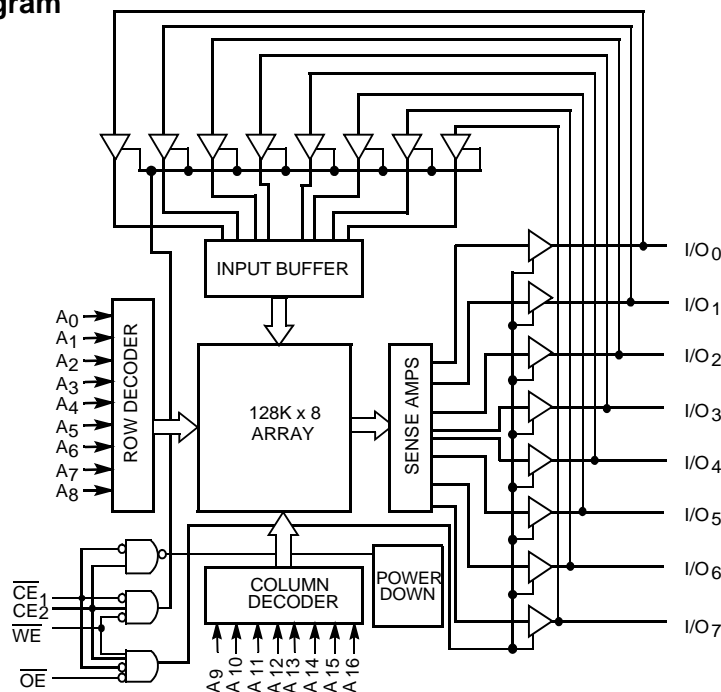 gram
INPUT BUFFER
I/O0
I/O1
I/O2
I/O3
I/O4
I/O5
I/O6
I/O7
A0
A1
A2
A3
A4
A5
A6
A7
A8
ROW DECODER
128K x 8
ARRAY
SENSE AMPS
POWER
DOWN
COLUMN
DECODER
CE1
CE2
WE
OE
A9
A10
A11
A12
A13
A14
A15
A16